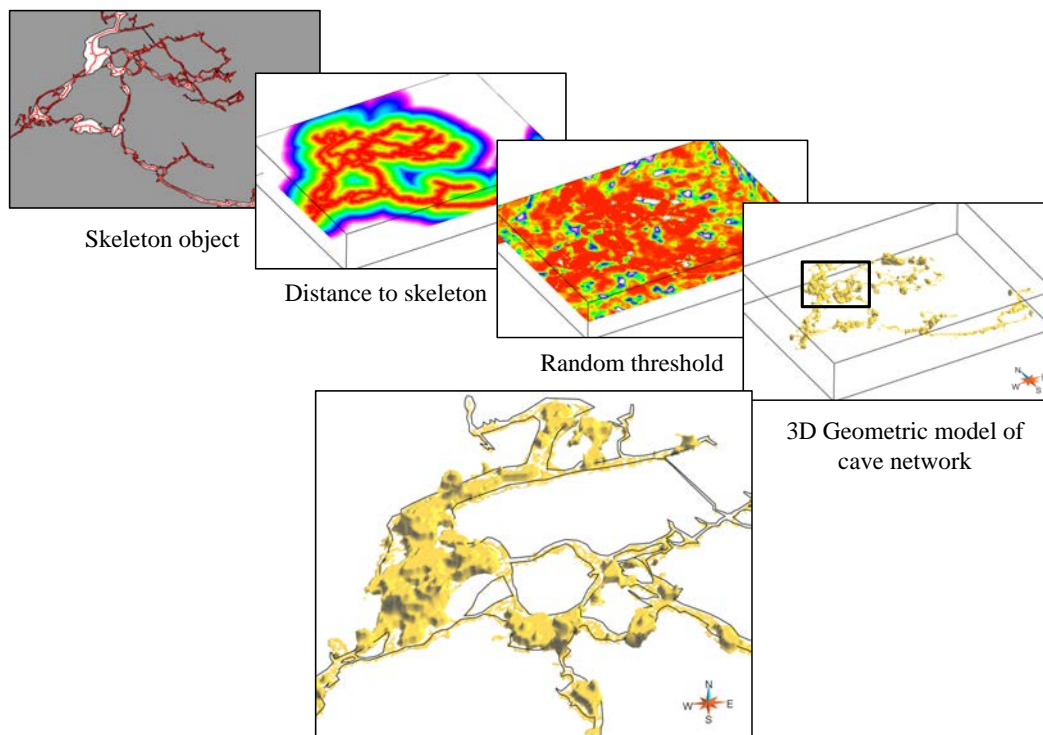 Skeleton object
Distance to skeleton
Random threshold
N
W
3D Geometric model of
cave network
N
W E
S